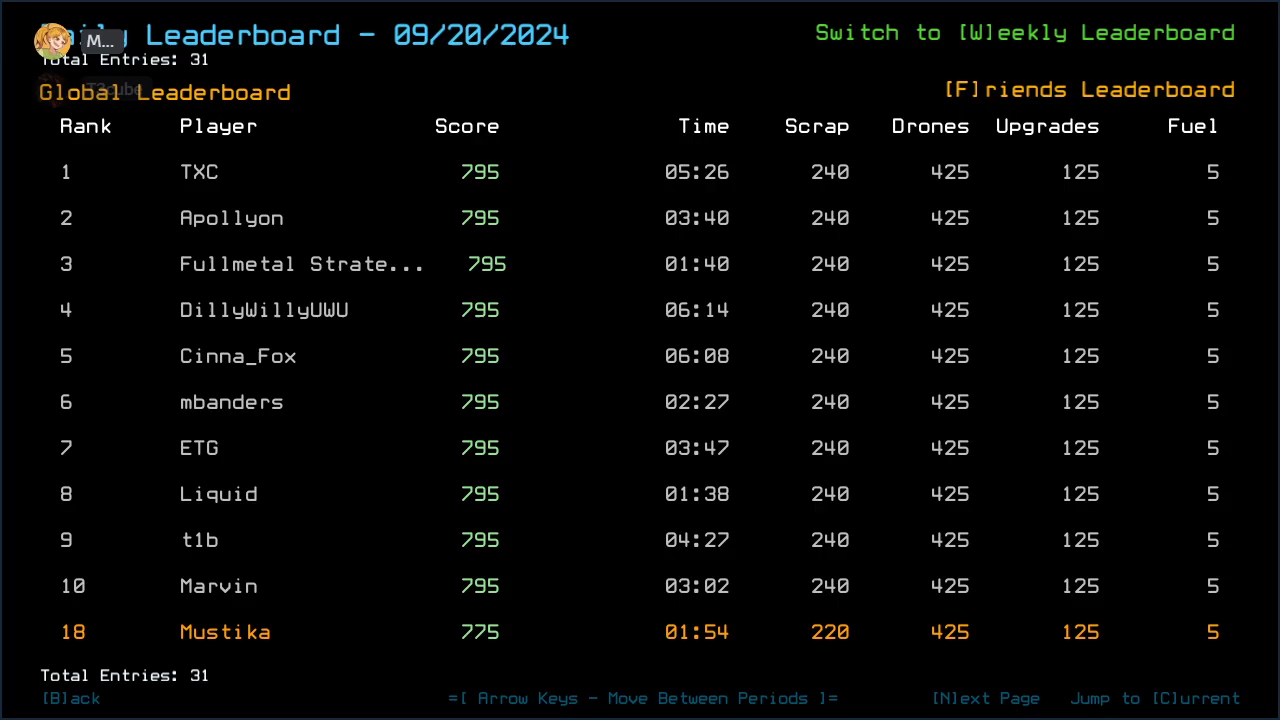 Daily Leaderboard - 09/20/2024
Switch to [W]eekly Leaderboard
M...
Total Entries: 31
T3cube
Global Leaderboard
[F]riends Leaderboard
Rank Player Score Time Scrap Drones Upgrades Fuel
1 TXC 795 05:26 240 425 125 5
2 Apollyon 795 03:40 240 425 125 5
3 Fullmetal Strate... 795 01:40 240 425 125 5
4 DillyWillyUWU 795 06:14 240 425 125 5
5 Cinna_Fox 795 06:08 240 425 125 5
6 mbanders 795 02:27 240 425 125 5
7 ETG 795 03:47 240 425 125 5
8 Liquid 795 01:38 240 425 125 5
9 t1b 795 04:27 240 425 125 5
10 Marvin 795 03:02 240 425 125 5
18 Mustika 775 01:54 220 425 125 5
Total Entries: 31
[B]ack =[ Arrow Keys - Move Between Periods ]= [N]ext Page Jump to [C]urrent